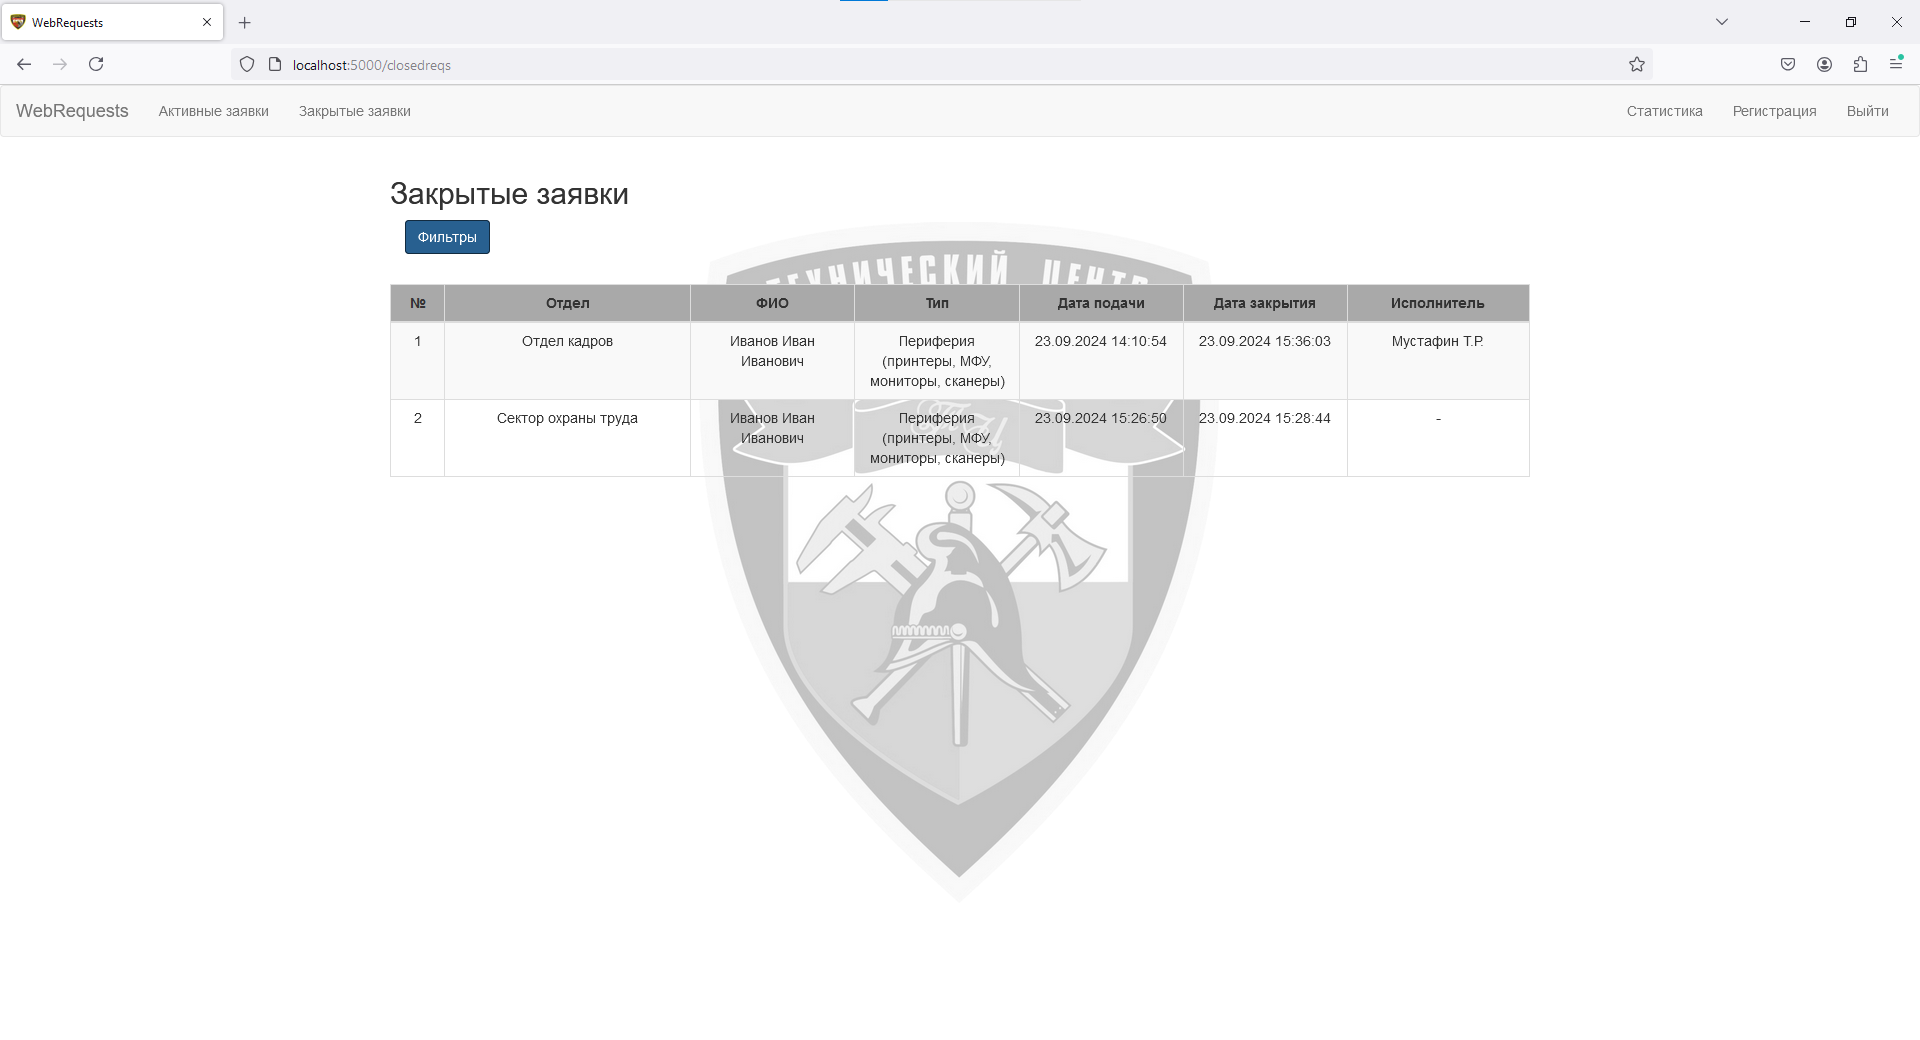 WebRequests
localhost:5000/closedreqs
WebRequests Активные заявки Закрытые заявки Статистика Регистрация Выйти
Закрытые заявки
Фильтры
ТЕХНИЧЕСКИЙ ЦЕНТР
№ Отдел ФИО Тип Дата подачи Дата закрытия Исполнитель
1 Отдел кадров Иванов Иван Периферия 23.09.2024 14:10:54 23.09.2024 15:36:03 Мустафин Т.Р.
Иванович (принтеры, МФУ,
мониторы, сканеры)
2 Сектор охраны труда Иванов Иван Периферия 23.09.2024 15:26:50 23.09.2024 15:28:44 -
Иванович (принтеры, МФУ,
мониторы, сканеры)